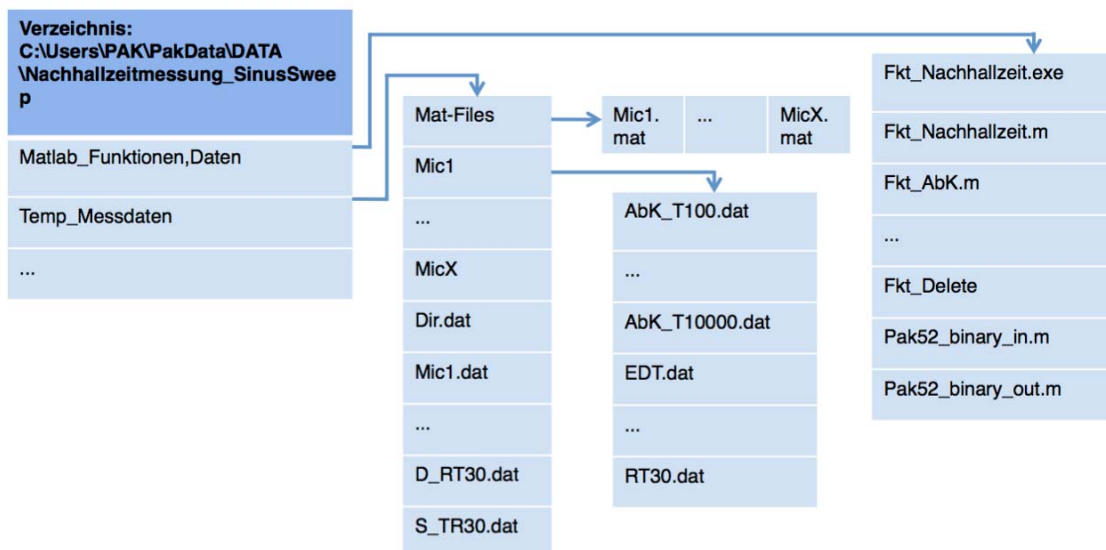 Verzeichnis:
C:\Users\PAK\PakData\DATA
\Nachhallzeitmessung_SinusSwee
p
Matlab_Funktionen,Daten
Temp_Messdaten
...
Mat-Files
Mic1
...
MicX
Dir.dat
Mic1.dat
...
D_RT30.dat
S_TR30.dat
Mic1.
mat
...
MicX.
mat
AbK_T100.dat
...
AbK_T10000.dat
EDT.dat
...
RT30.dat
Fkt_Nachhallzeit.exe
Fkt_Nachhallzeit.m
Fkt_AbK.m
...
Fkt_Delete
Pak52_binary_in.m
Pak52_binary_out.m